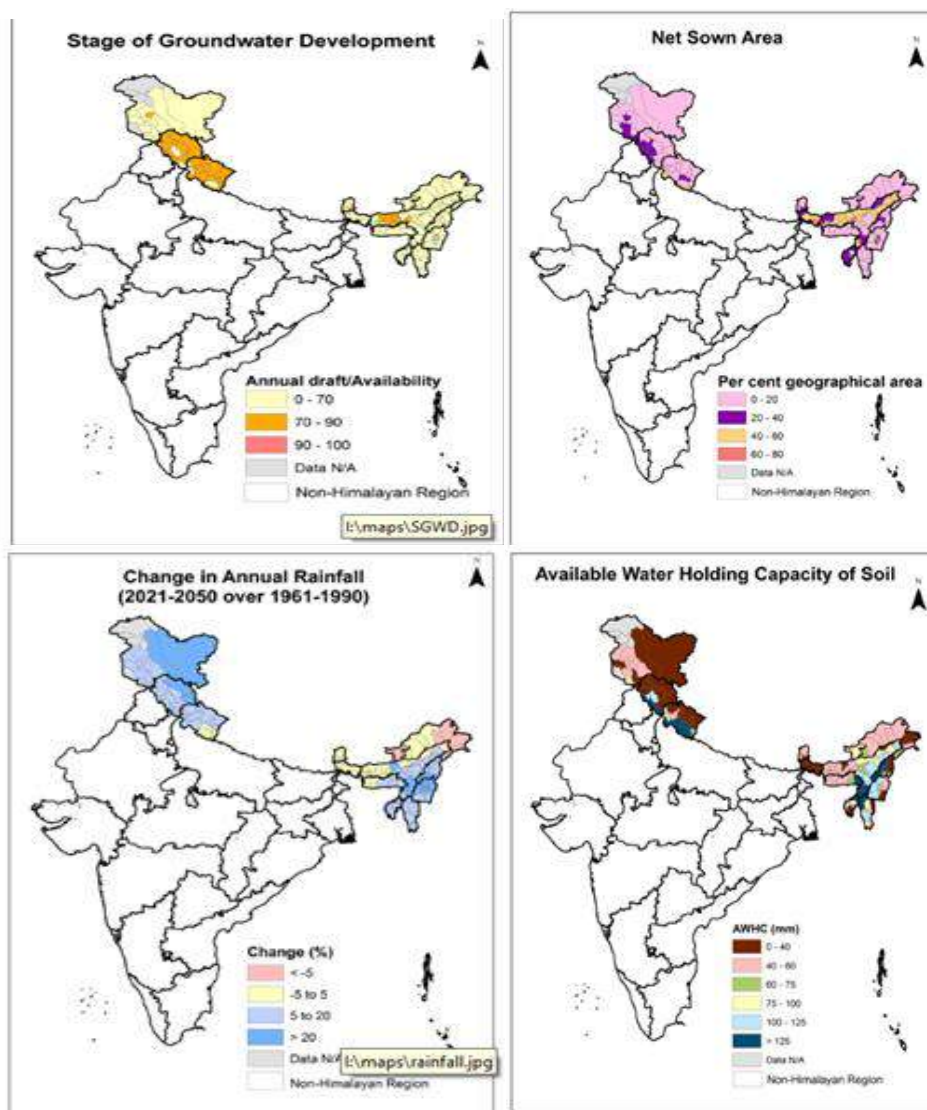 Stage of Groundwater Development
N
Annual draft/Availability
0 - 70
70 - 90
90 - 100
Data N/A
Non-Himalayan Region
I:\maps\SGWD.jpg
Net Sown Area
N
Per cent geographical area
0 - 20
20 - 40
40 - 60
60 - 80
Data N/A
Non-Himalayan Region
Change in Annual Rainfall
(2021-2050 over 1961-1990)
N
Change (%)
< -5
-5 to 5
5 to 20
> 20
Data N/A
Non-Himalayan Region
I:\maps\rainfall.jpg
Available Water Holding Capacity of Soil
N
AWHC (mm)
0 - 40
40 - 60
60 - 75
75 - 100
100 - 125
> 125
Data N/A
Non-Himalayan Region